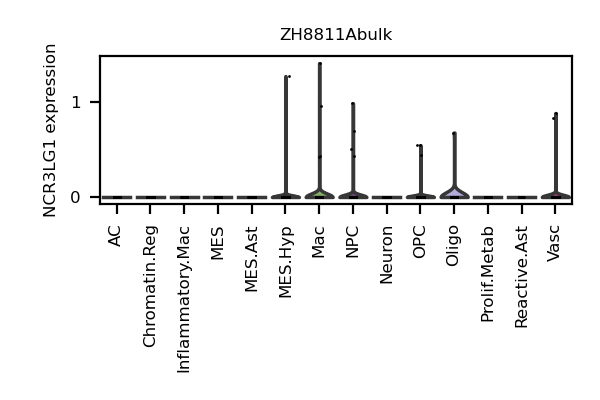 ZH8811Abulk
NCR3LG1 expression
1
0
AC
Chromatin.Reg
Inflammatory.Mac
MES
MES.Ast
MES.Hyp
Mac
NPC
Neuron
OPC
Oligo
Prolif.Metab
Reactive.Ast
Vasc